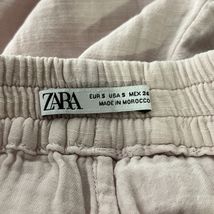 ZARA
EUR S USA S MEX 26
MADE IN MOROCCO